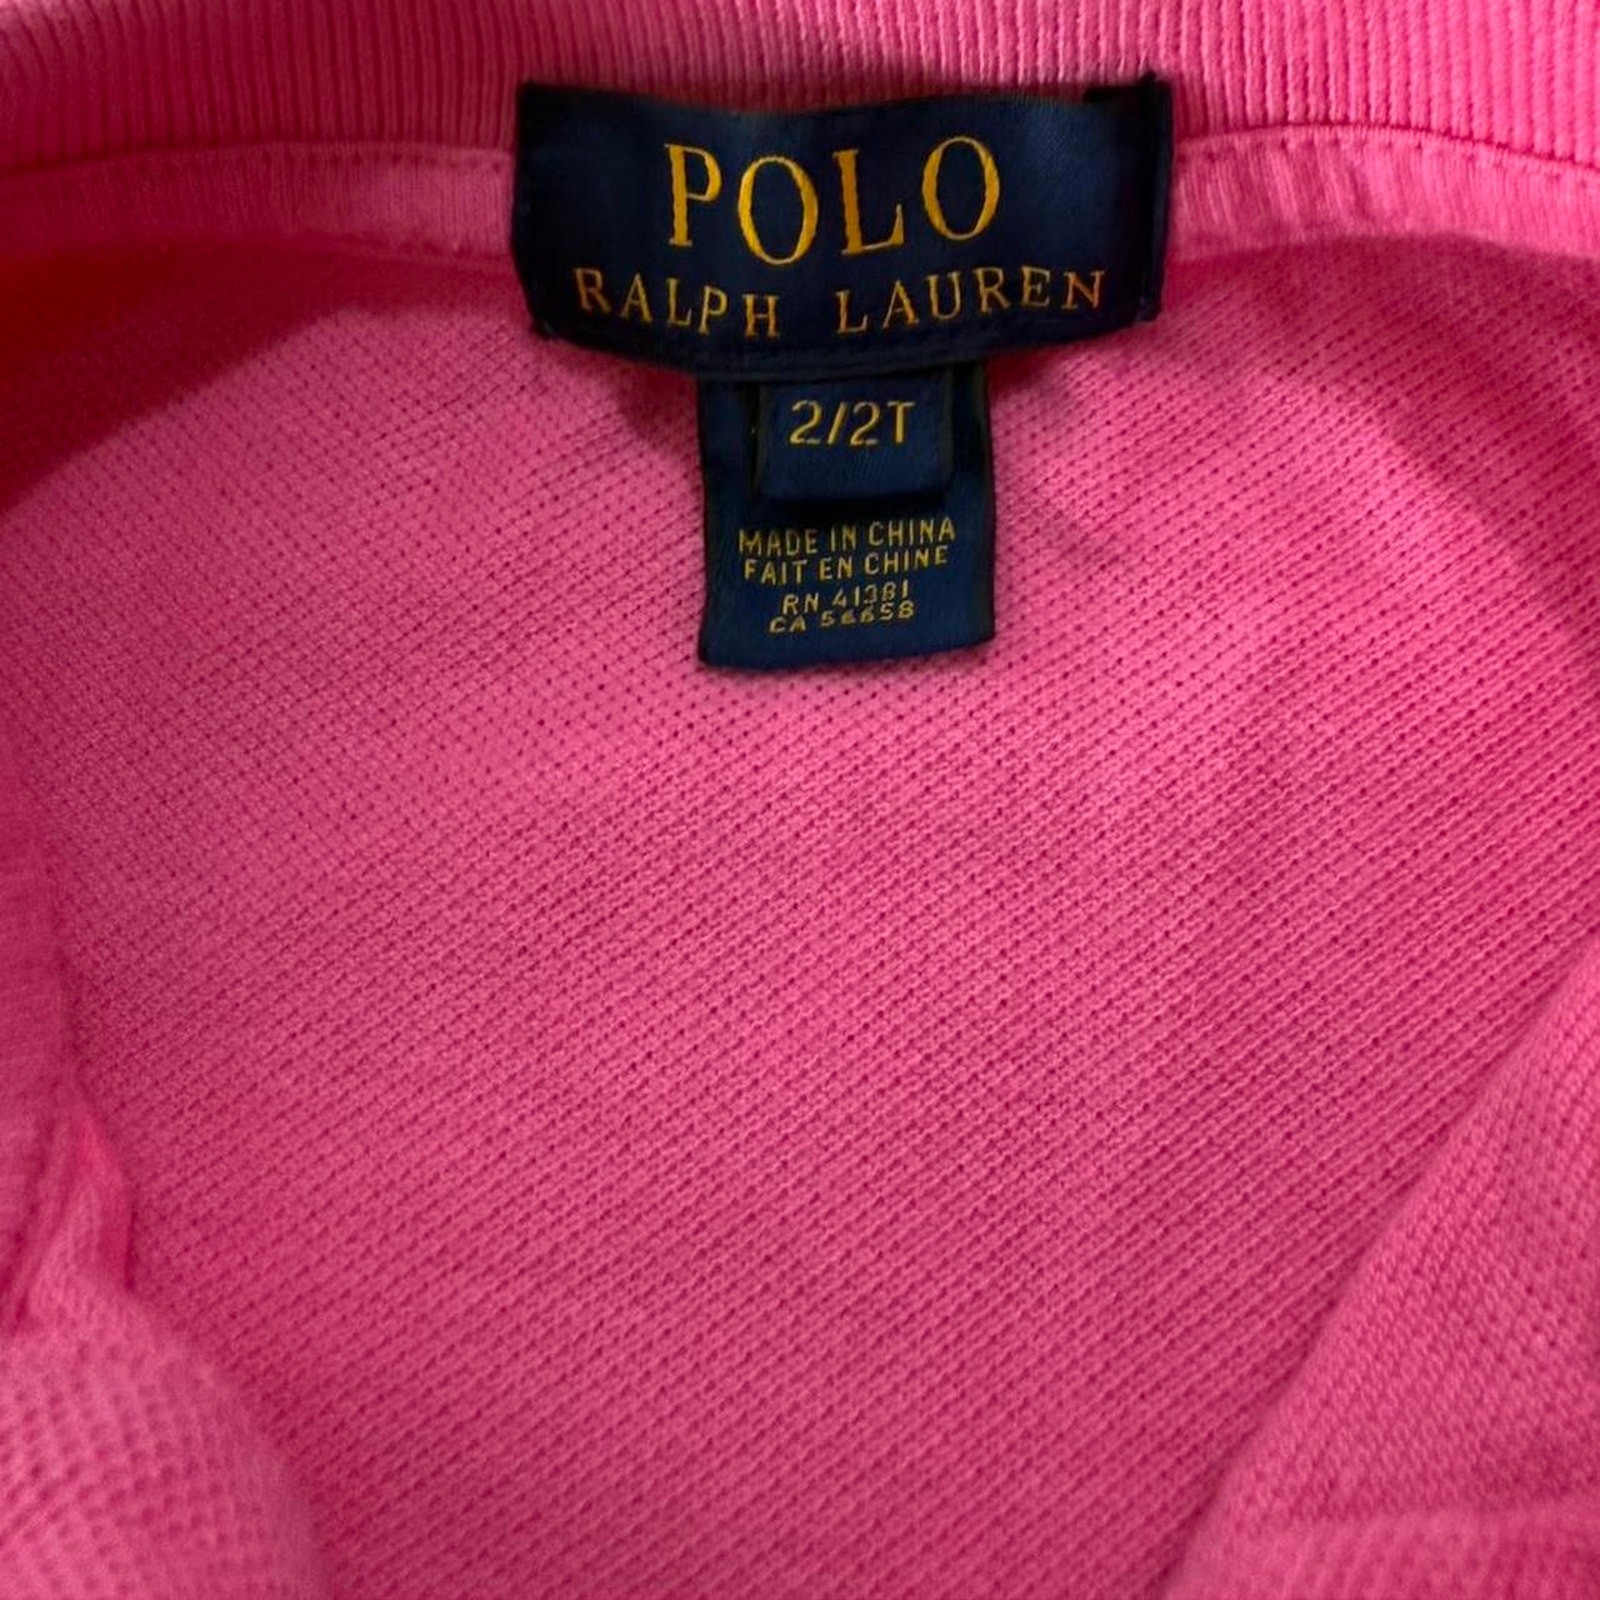 POLO
RALPH LAUREN
2/2T
MADE IN CHINA
FAIT EN CHINE
RN 41381
CA 56658